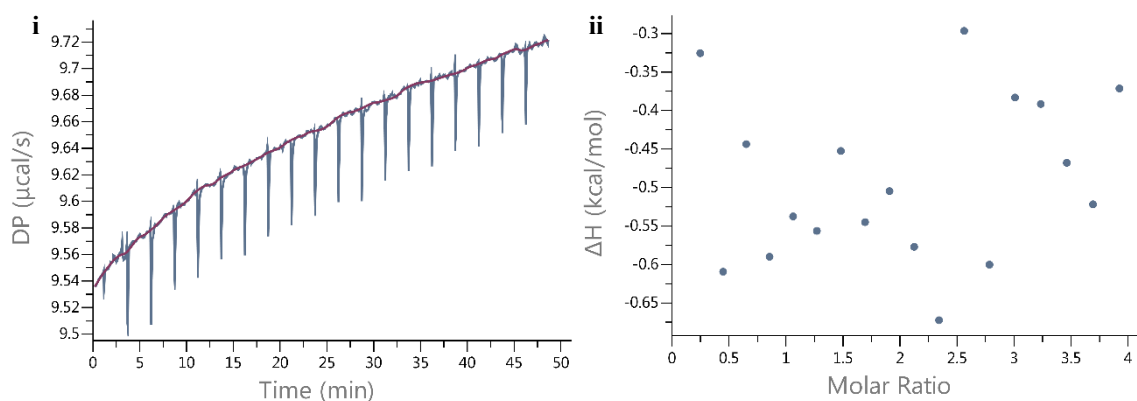 i
9.72
9.7
9.68
9.66
9.64
9.62
9.6
9.58
9.56
9.54
9.52
9.5
DP (μcal/s)
0 5 10 15 20 25 30 35 40 45 50
Time (min)
ii
-0.3
-0.35
-0.4
-0.45
-0.5
-0.55
-0.6
-0.65
ΔH (kcal/mol)
0 0.5 1 1.5 2 2.5 3 3.5 4
Molar Ratio